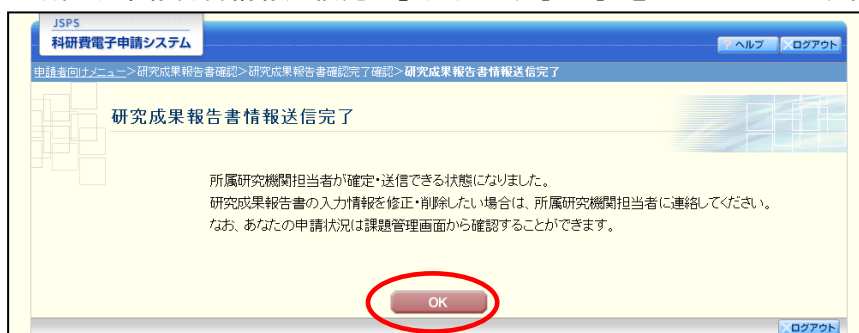 JSPS
科研費電子申請システム
? ヘルプ
ログアウト
申請者向けメニュー>研究成果報告書確認>研究成果報告書確認完了確認>研究成果報告書情報送信完了
研究成果報告書情報送信完了
所属研究機関担当者が確定・送信できる状態になりました。
研究成果報告書の入力情報を修正・削除したい場合は、所属研究機関担当者に連絡してください。
なお、あなたの申請状況は課題管理画面から確認することができます。
OK
ログアウト